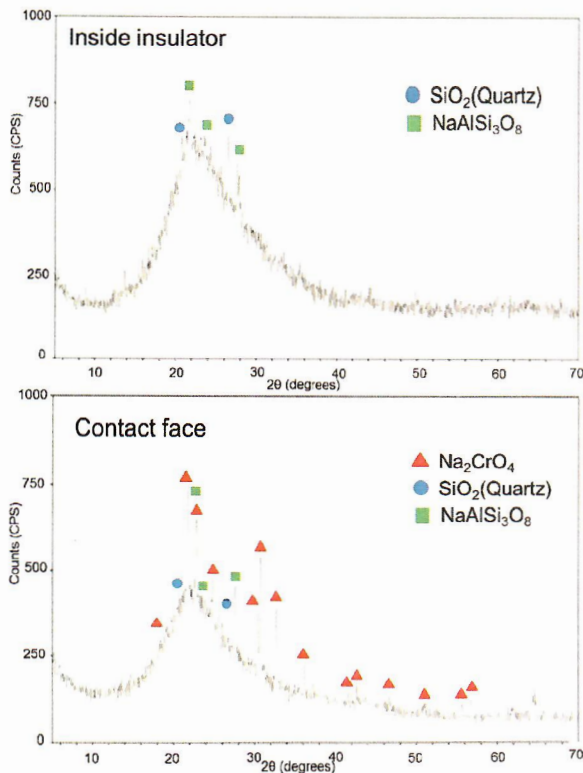 Inside insulator
SiO₂(Quartz)
NaAlSi₃O₈
Counts (CPS)
1000
750
500
250
0
10 20 30 40 50 60 70
2θ (degrees)
Contact face
Na₂CrO₄
SiO₂(Quartz)
NaAlSi₃O₈
Counts (CPS)
1000
750
500
250
0
10 20 30 40 50 60 70
2θ (degrees)